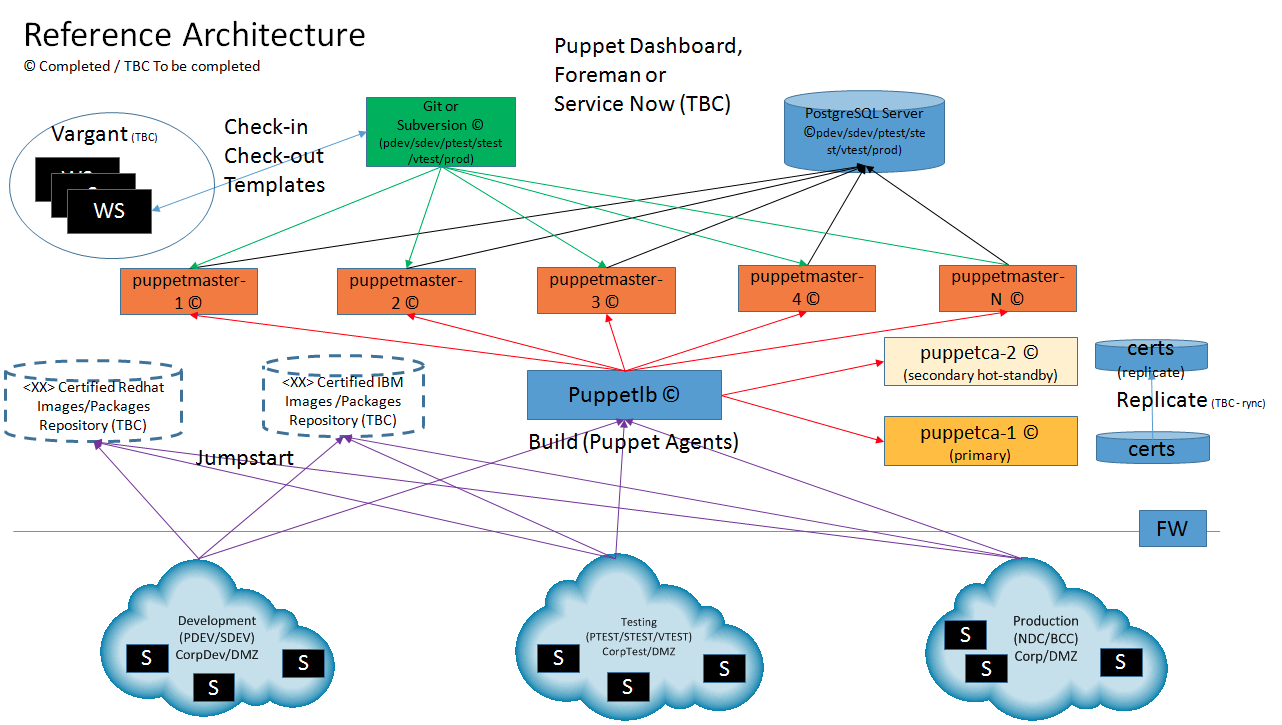 Reference Architecture
© Completed / TBC To be completed
Puppet Dashboard,
Foreman or
Service Now (TBC)
Vargant (TBC)
WS
Check-in
Check-out
Templates
Git or
Subversion ©
(pdev/sdev/ptest/stest
/vtest/prod)
PostgreSQL Server
©pdev/sdev/ptest/ste
st/vtest/prod)
puppetmaster-
1 ©
puppetmaster-
2 ©
puppetmaster-
3 ©
puppetmaster-
4 ©
puppetmaster-
N ©
<XX> Certified Redhat
Images/Packages
Repository (TBC)
<XX> Certified IBM
Images /Packages
Repository (TBC)
Puppetlb ©
puppetca-2 ©
(secondary hot-standby)
certs
(replicate)
Replicate (TBC - rync)
puppetca-1 ©
(primary)
certs
Build (Puppet Agents)
Jumpstart
FW
Development
(PDEV/SDEV)
CorpDev/DMZ
S
S
S
Testing
(PTEST/STEST/VTEST)
CorpTest/DMZ
S
S
S
Production
(NDC/BCC)
Corp/DMZ
S
S
S